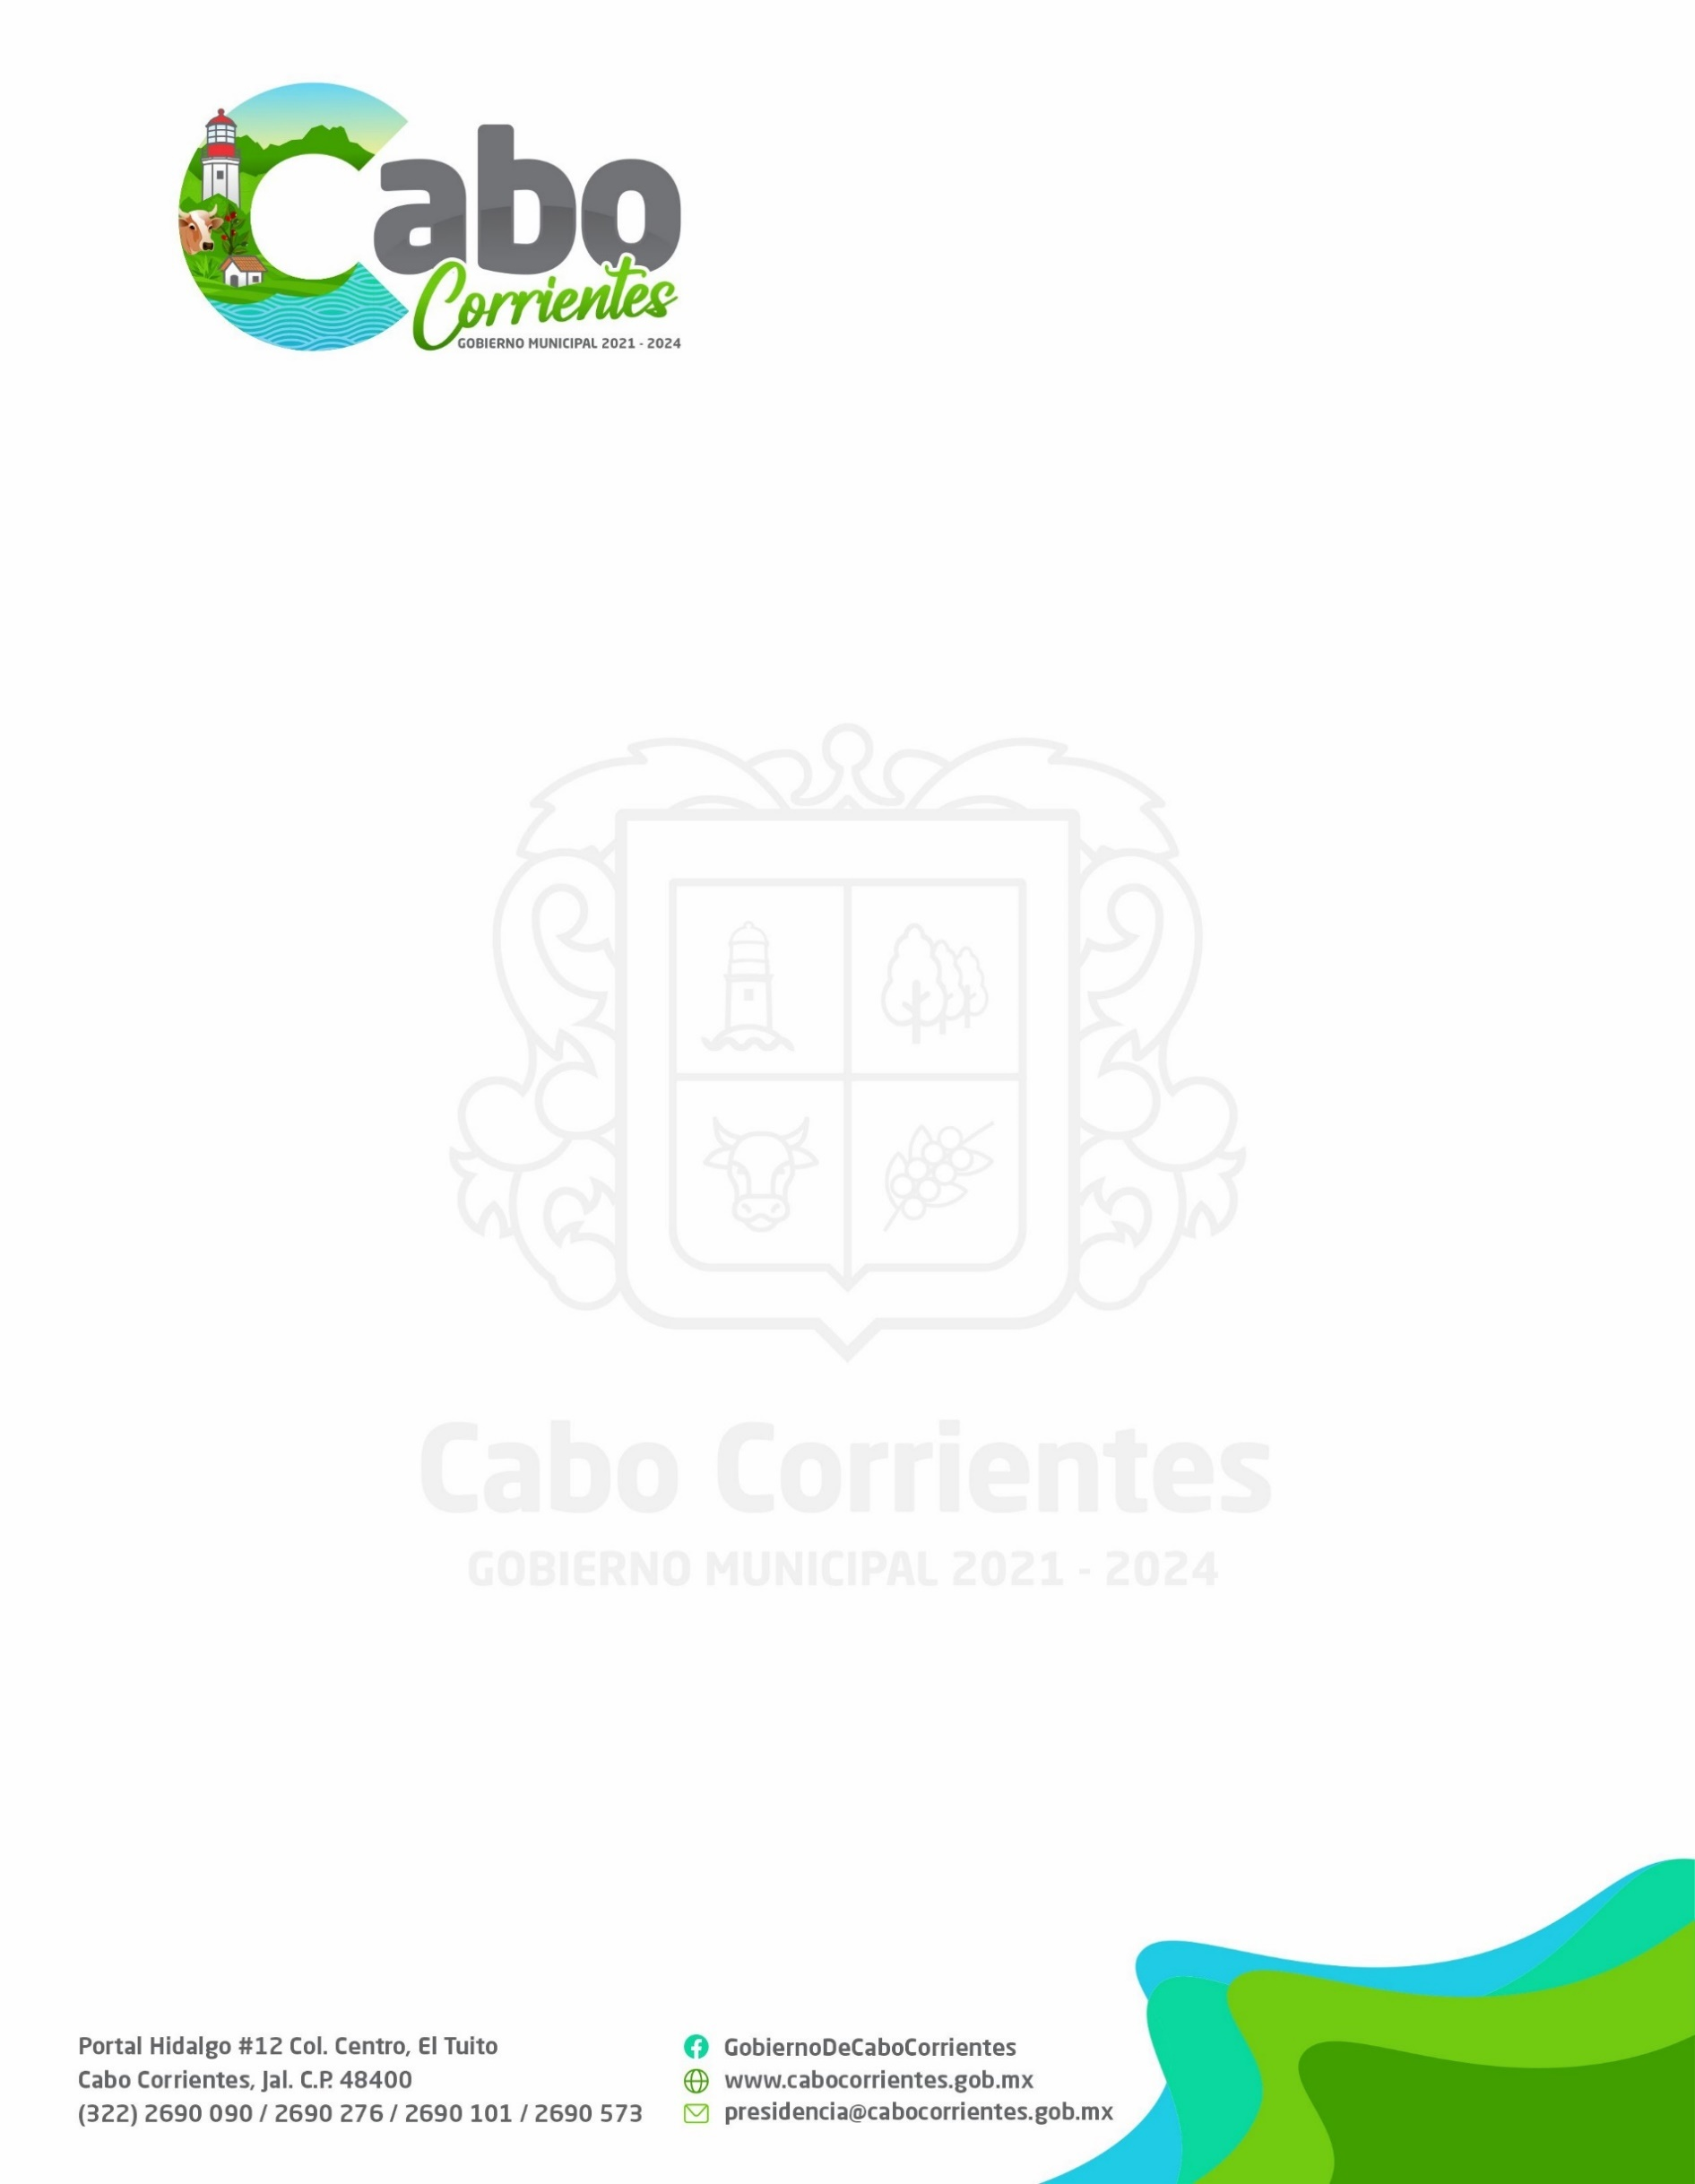 Cabo
Corrientes
GOBIERNO MUNICIPAL 2021 - 2024
Cabo Corrientes
GOBIERNO MUNICIPAL 2021 - 2024
Portal Hidalgo #12 Col. Centro, El Tuito
Cabo Corrientes, Jal. C.P. 48400
(322) 2690 090 / 2690 276 / 2690 101 / 2690 573
GobiernoDeCaboCorrientes
www.cabocorrientes.gob.mx
presidencia@cabocorrientes.gob.mx